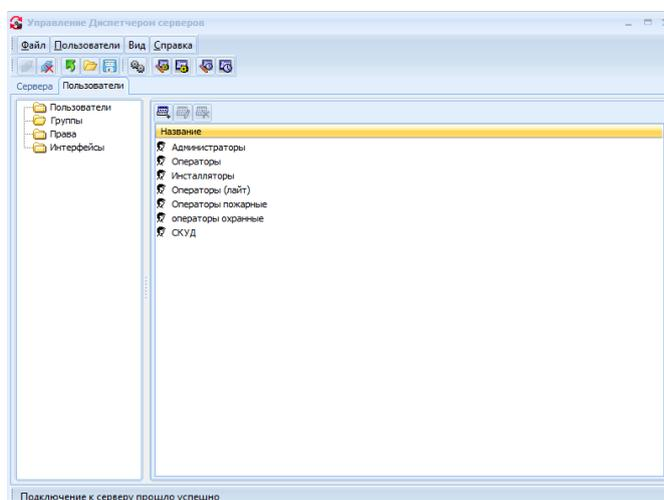 Управление Диспетчерон серверов
Файл Пользователи Вид Справка
Сервера Пользователи
Пользователи
Группы
Права
Интерфейсы
Название
Администраторы
Операторы
Инсталляторы
Операторы (лайт)
Операторы пожарные
операторы охранные
СКУД
Подключение к серверу прошло успешно